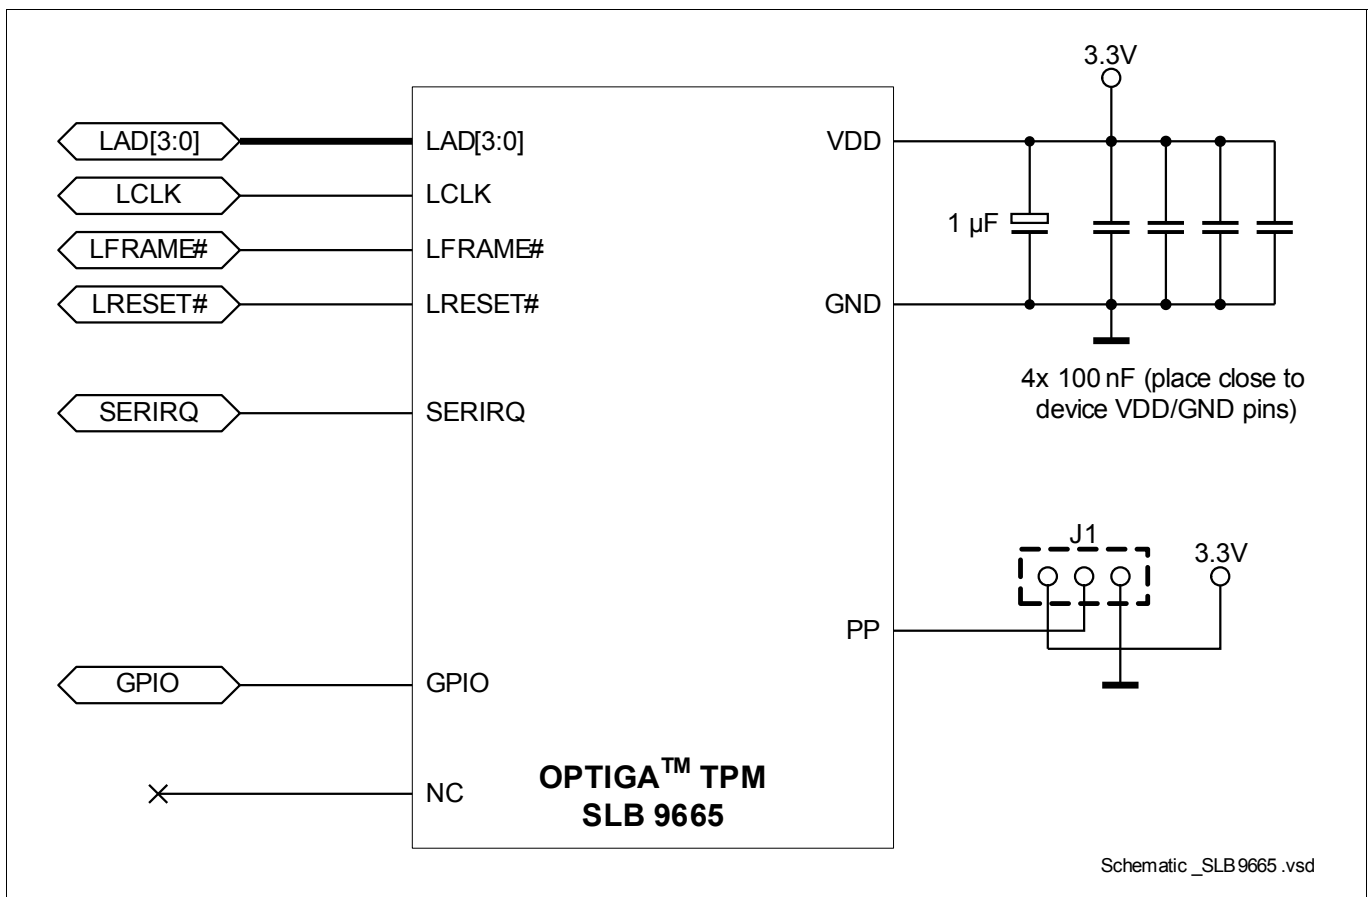 3.3V
LAD[3:0]
LAD[3:0]
VDD
LCLK
LCLK
1 µF
LFRAME#
LFRAME#
LRESET#
LRESET#
GND
4x 100 nF (place close to
device VDD/GND pins)
SERIRQ
SERIRQ
J1
3.3V
PP
GPIO
GPIO
NC
OPTIGA™ TPM
SLB 9665
Schematic _SLB9665 .vsd